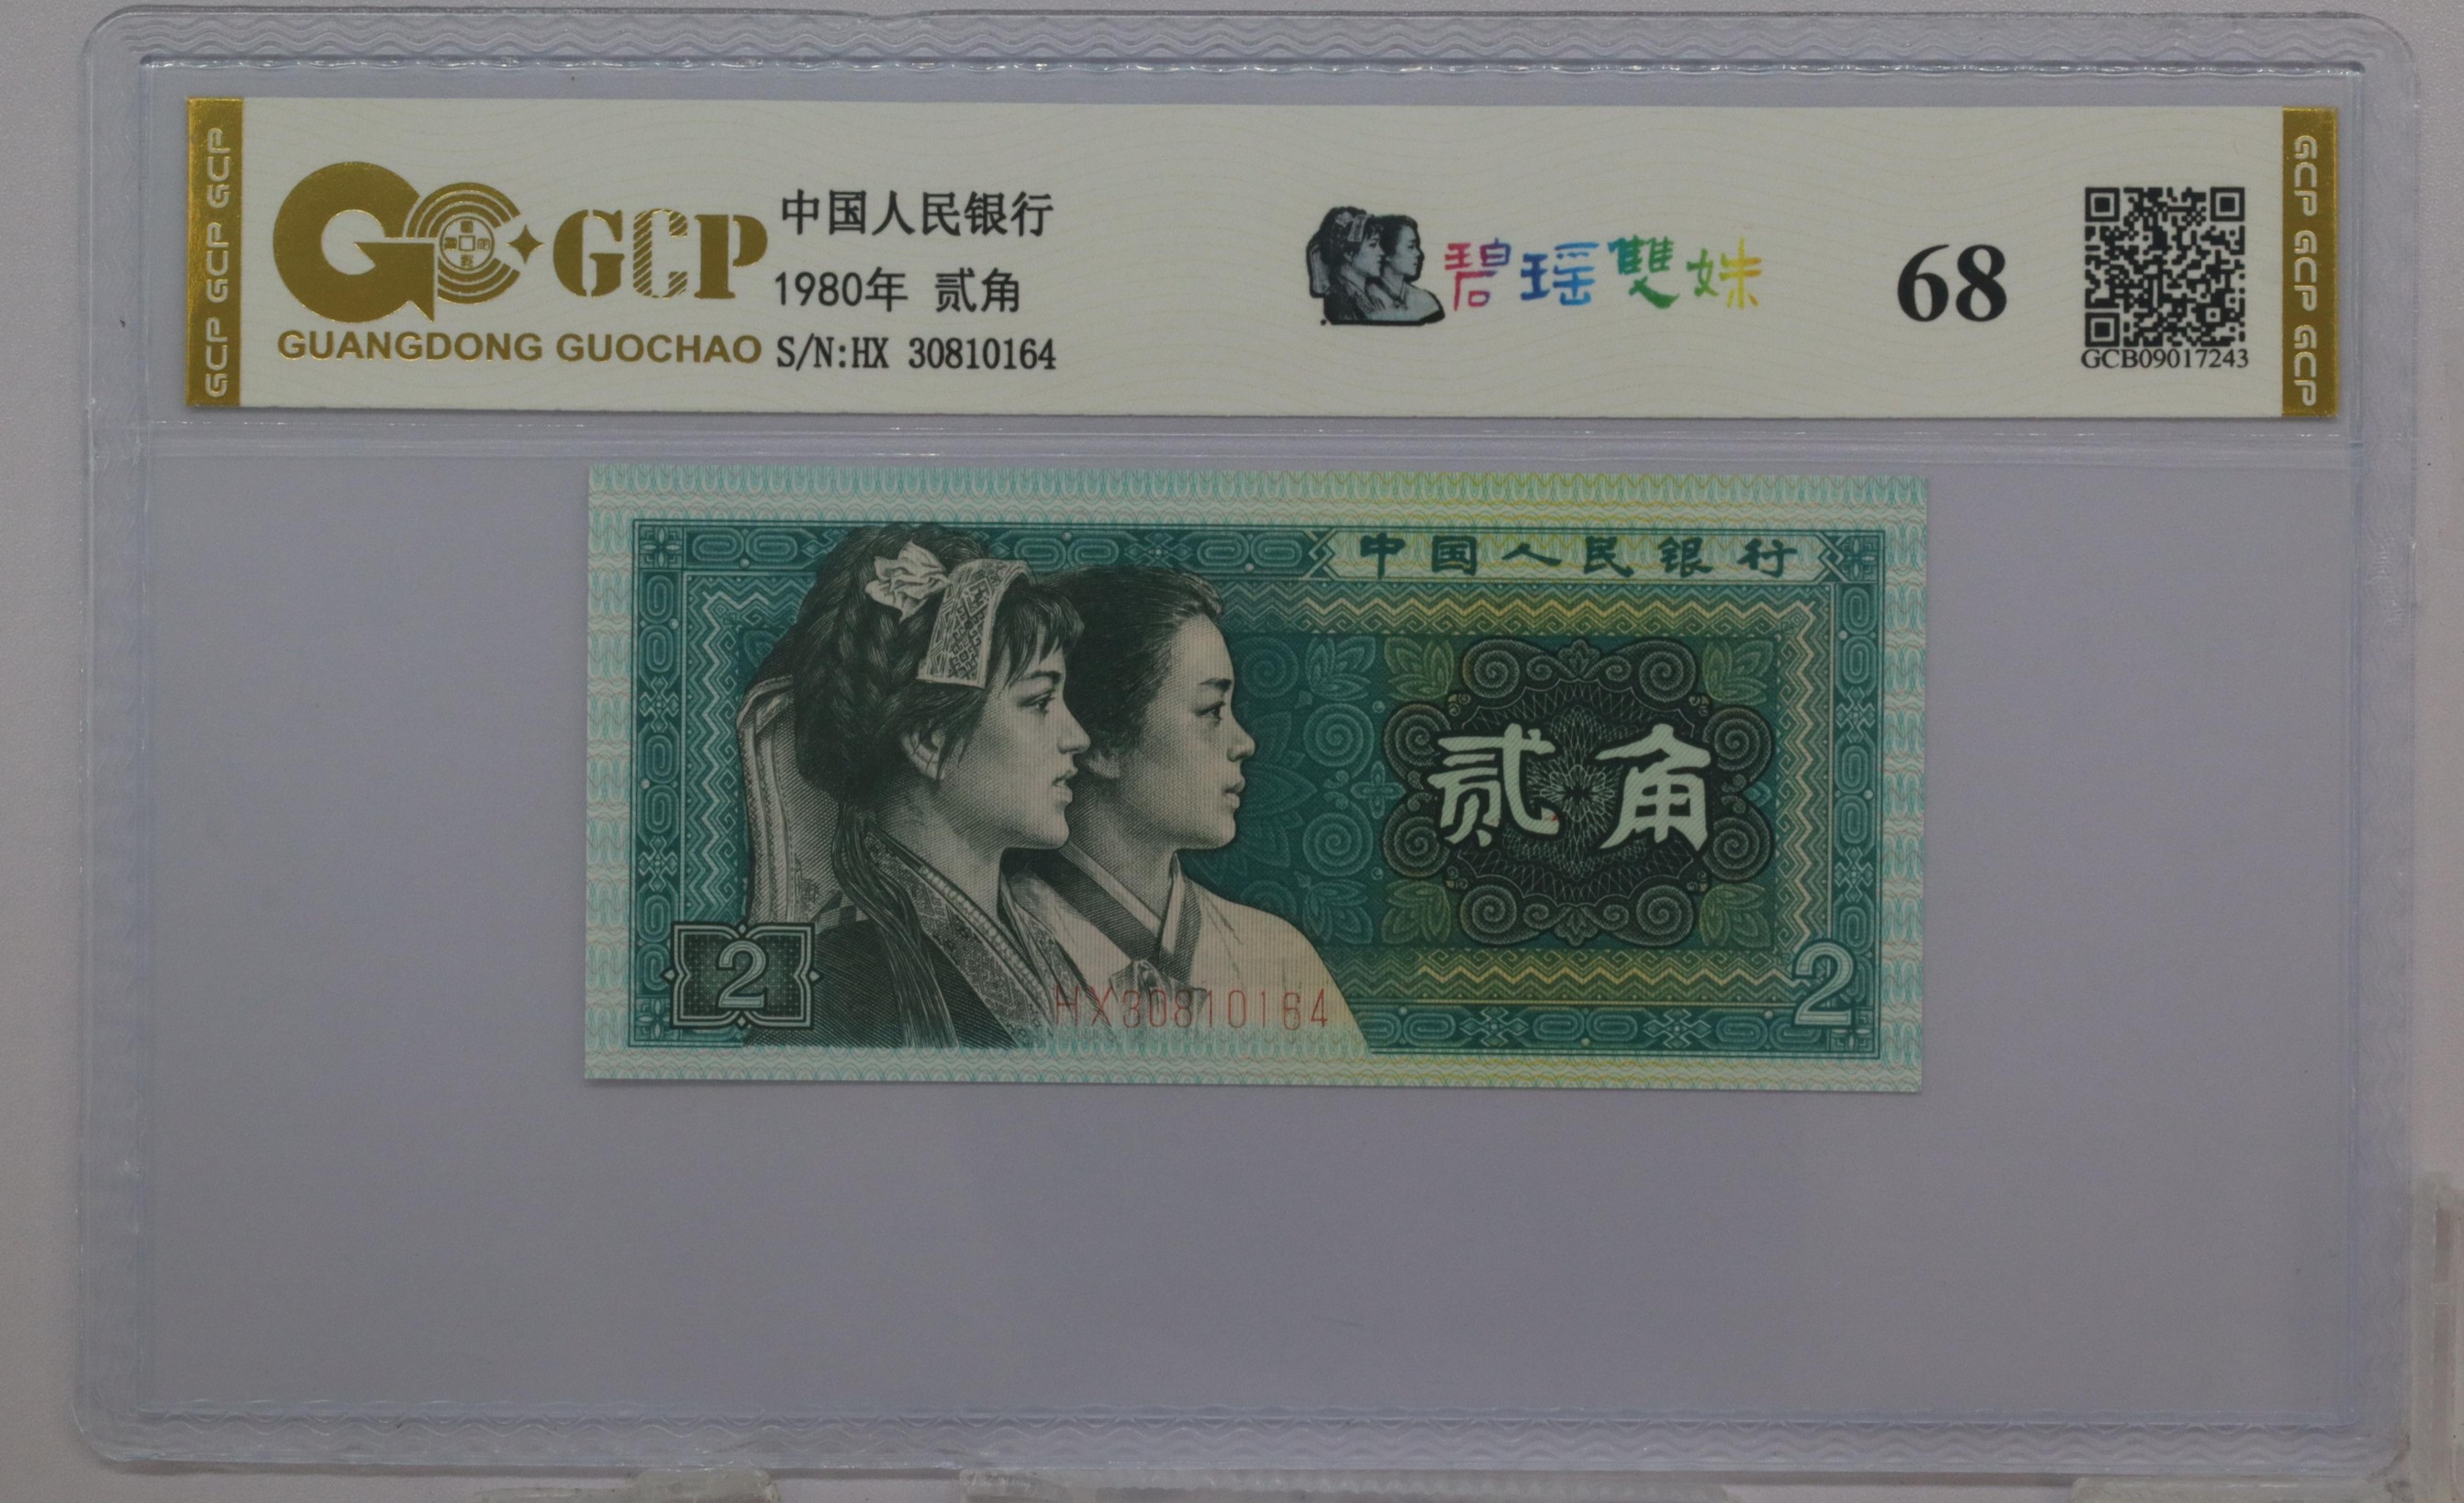 GCP GCP GCP
GCP
中国人民银行
1980年 贰角
GUANGDONG GUOCHAO
S/N:HX 30810164
碧瑶雙姝
68
GCB09017243
GCP GCP GCP
中国人民银行
贰角
2
HX30810164
2